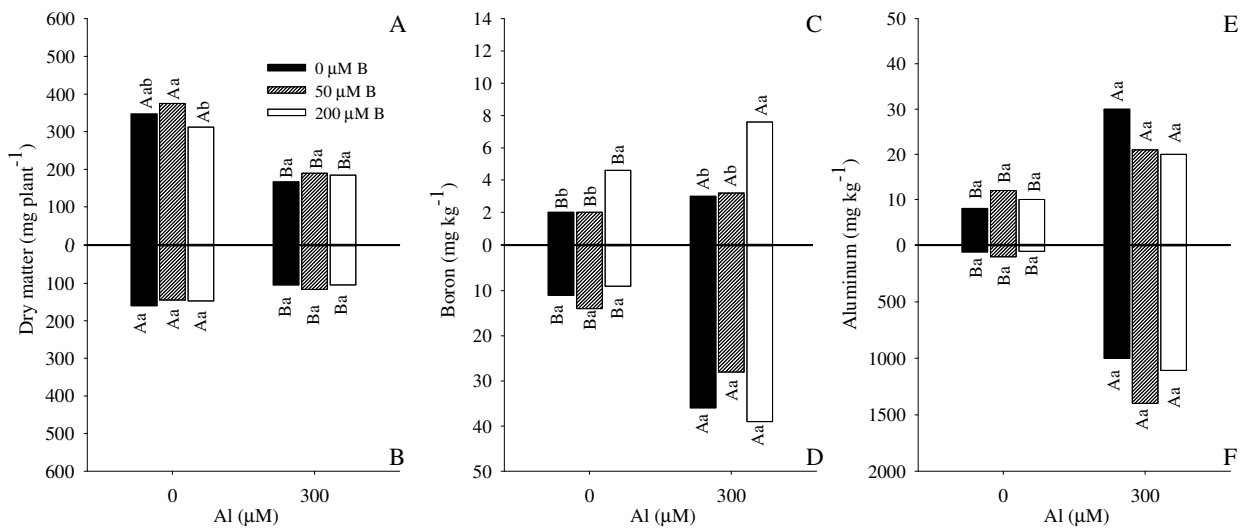 A
Dry matter (mg plant-1)
600
500
400
300
200
100
0
100
200
300
400
500
600
0 μM B
50 μM B
200 μM B
Aab
Aa
Ab
Ba
Ba
Ba
Aa
Aa
Aa
Ba
Ba
Ba
B
0
300
Al (μM)
C
Boron (mg kg-1)
14
12
10
8
6
4
2
0
10
20
30
40
50
Bb
Bb
Ba
Ab
Ab
Aa
Ba
Ba
Ba
Aa
Aa
Aa
D
0
300
Al (μM)
E
Aluminum (mg kg-1)
50
40
30
20
10
0
500
1000
1500
2000
Ba
Ba
Ba
Aa
Aa
Aa
Ba
Ba
Ba
Aa
Aa
Aa
F
0
300
Al (μM)